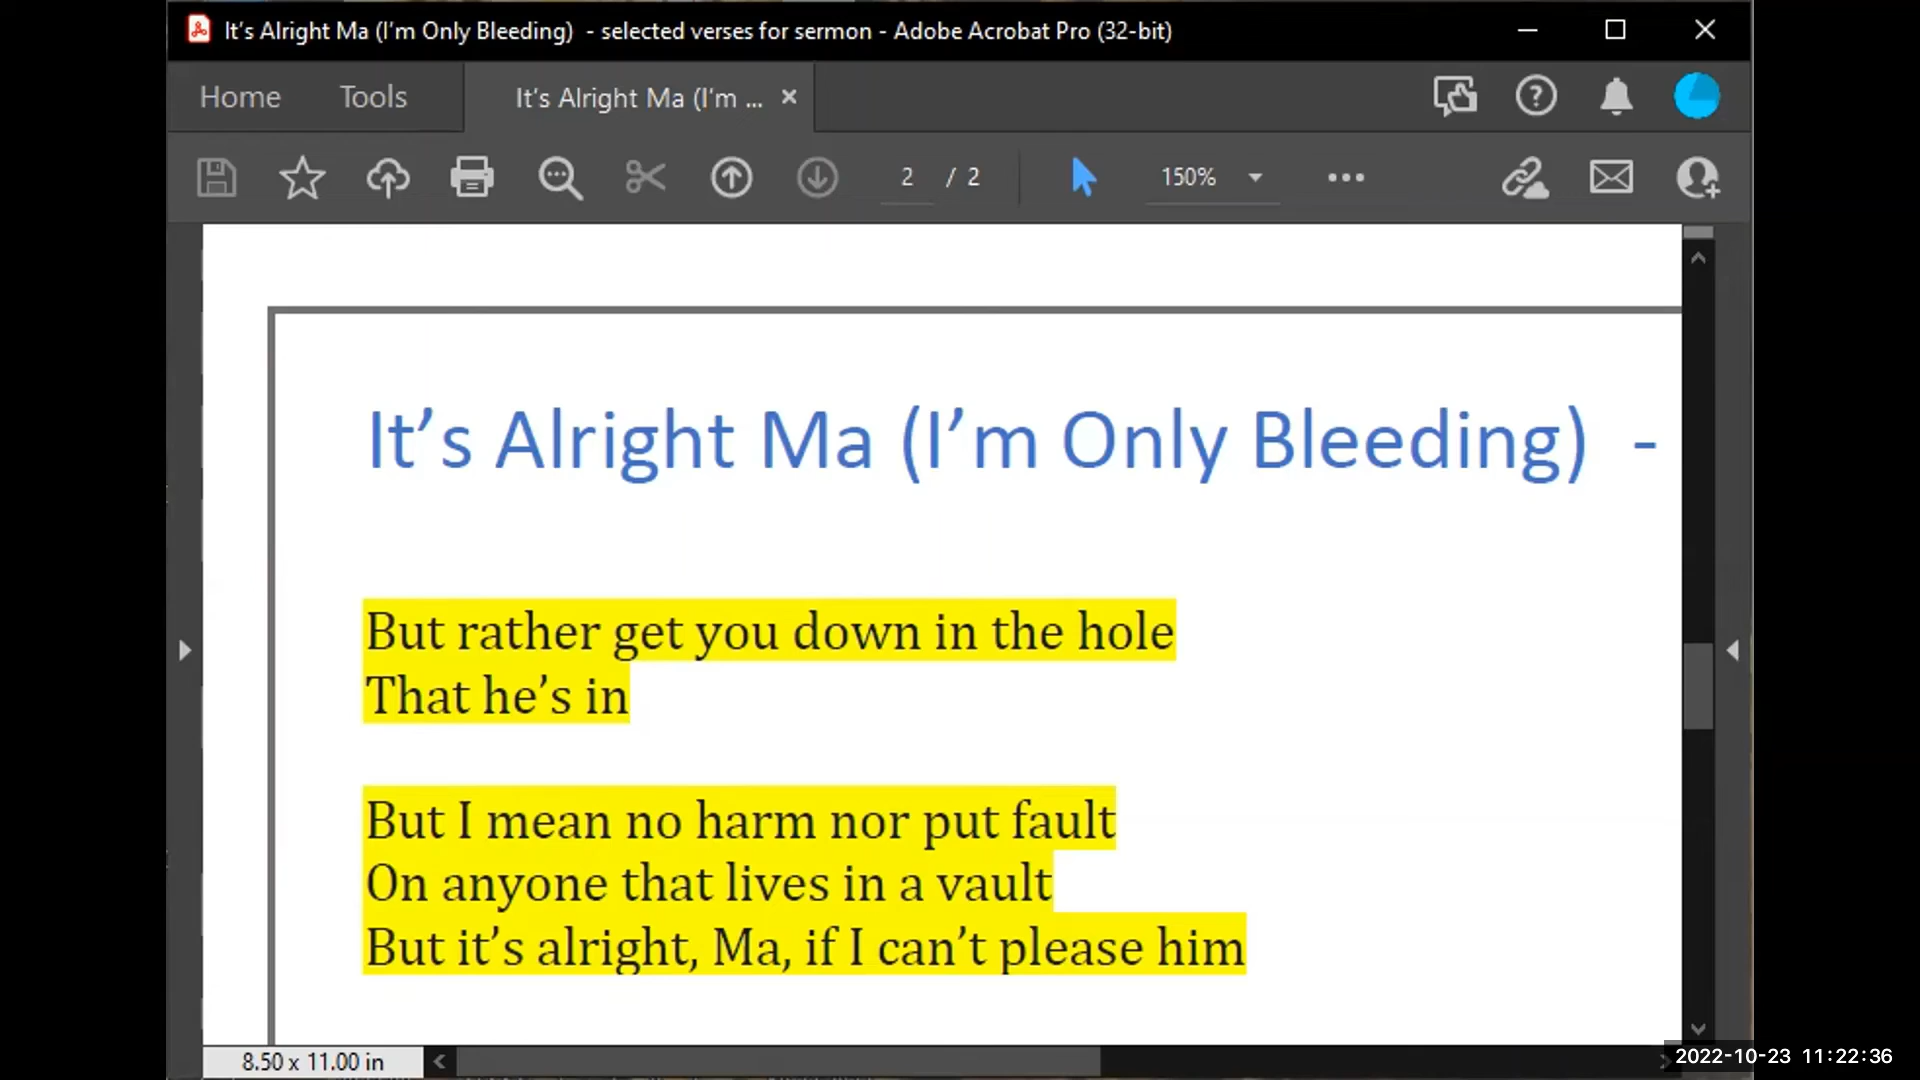 It's Alright Ma (I'm Only Bleeding)  - selected verses for sermon - Adobe Acrobat Pro (32-bit)
Home Tools It's Alright Ma (I'm ...
2 / 2 150%
It’s Alright Ma (I’m Only Bleeding)  -
But rather get you down in the hole
That he’s in
But I mean no harm nor put fault
On anyone that lives in a vault
But it’s alright, Ma, if I can’t please him
8.50 x 11.00 in
2022-10-23 11:22:36